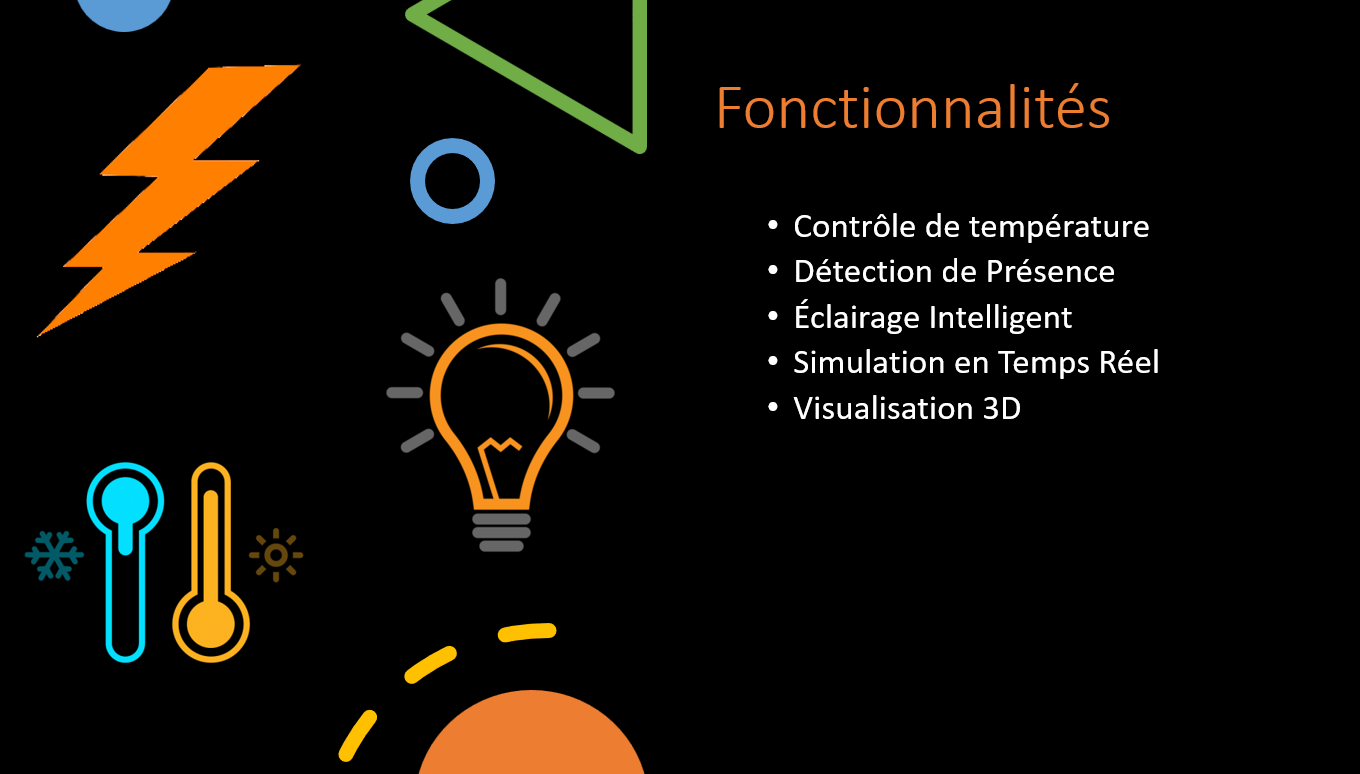 Fonctionnalités
• Contrôle de température
• Détection de Présence
• Éclairage Intelligent
• Simulation en Temps Réel
• Visualisation 3D